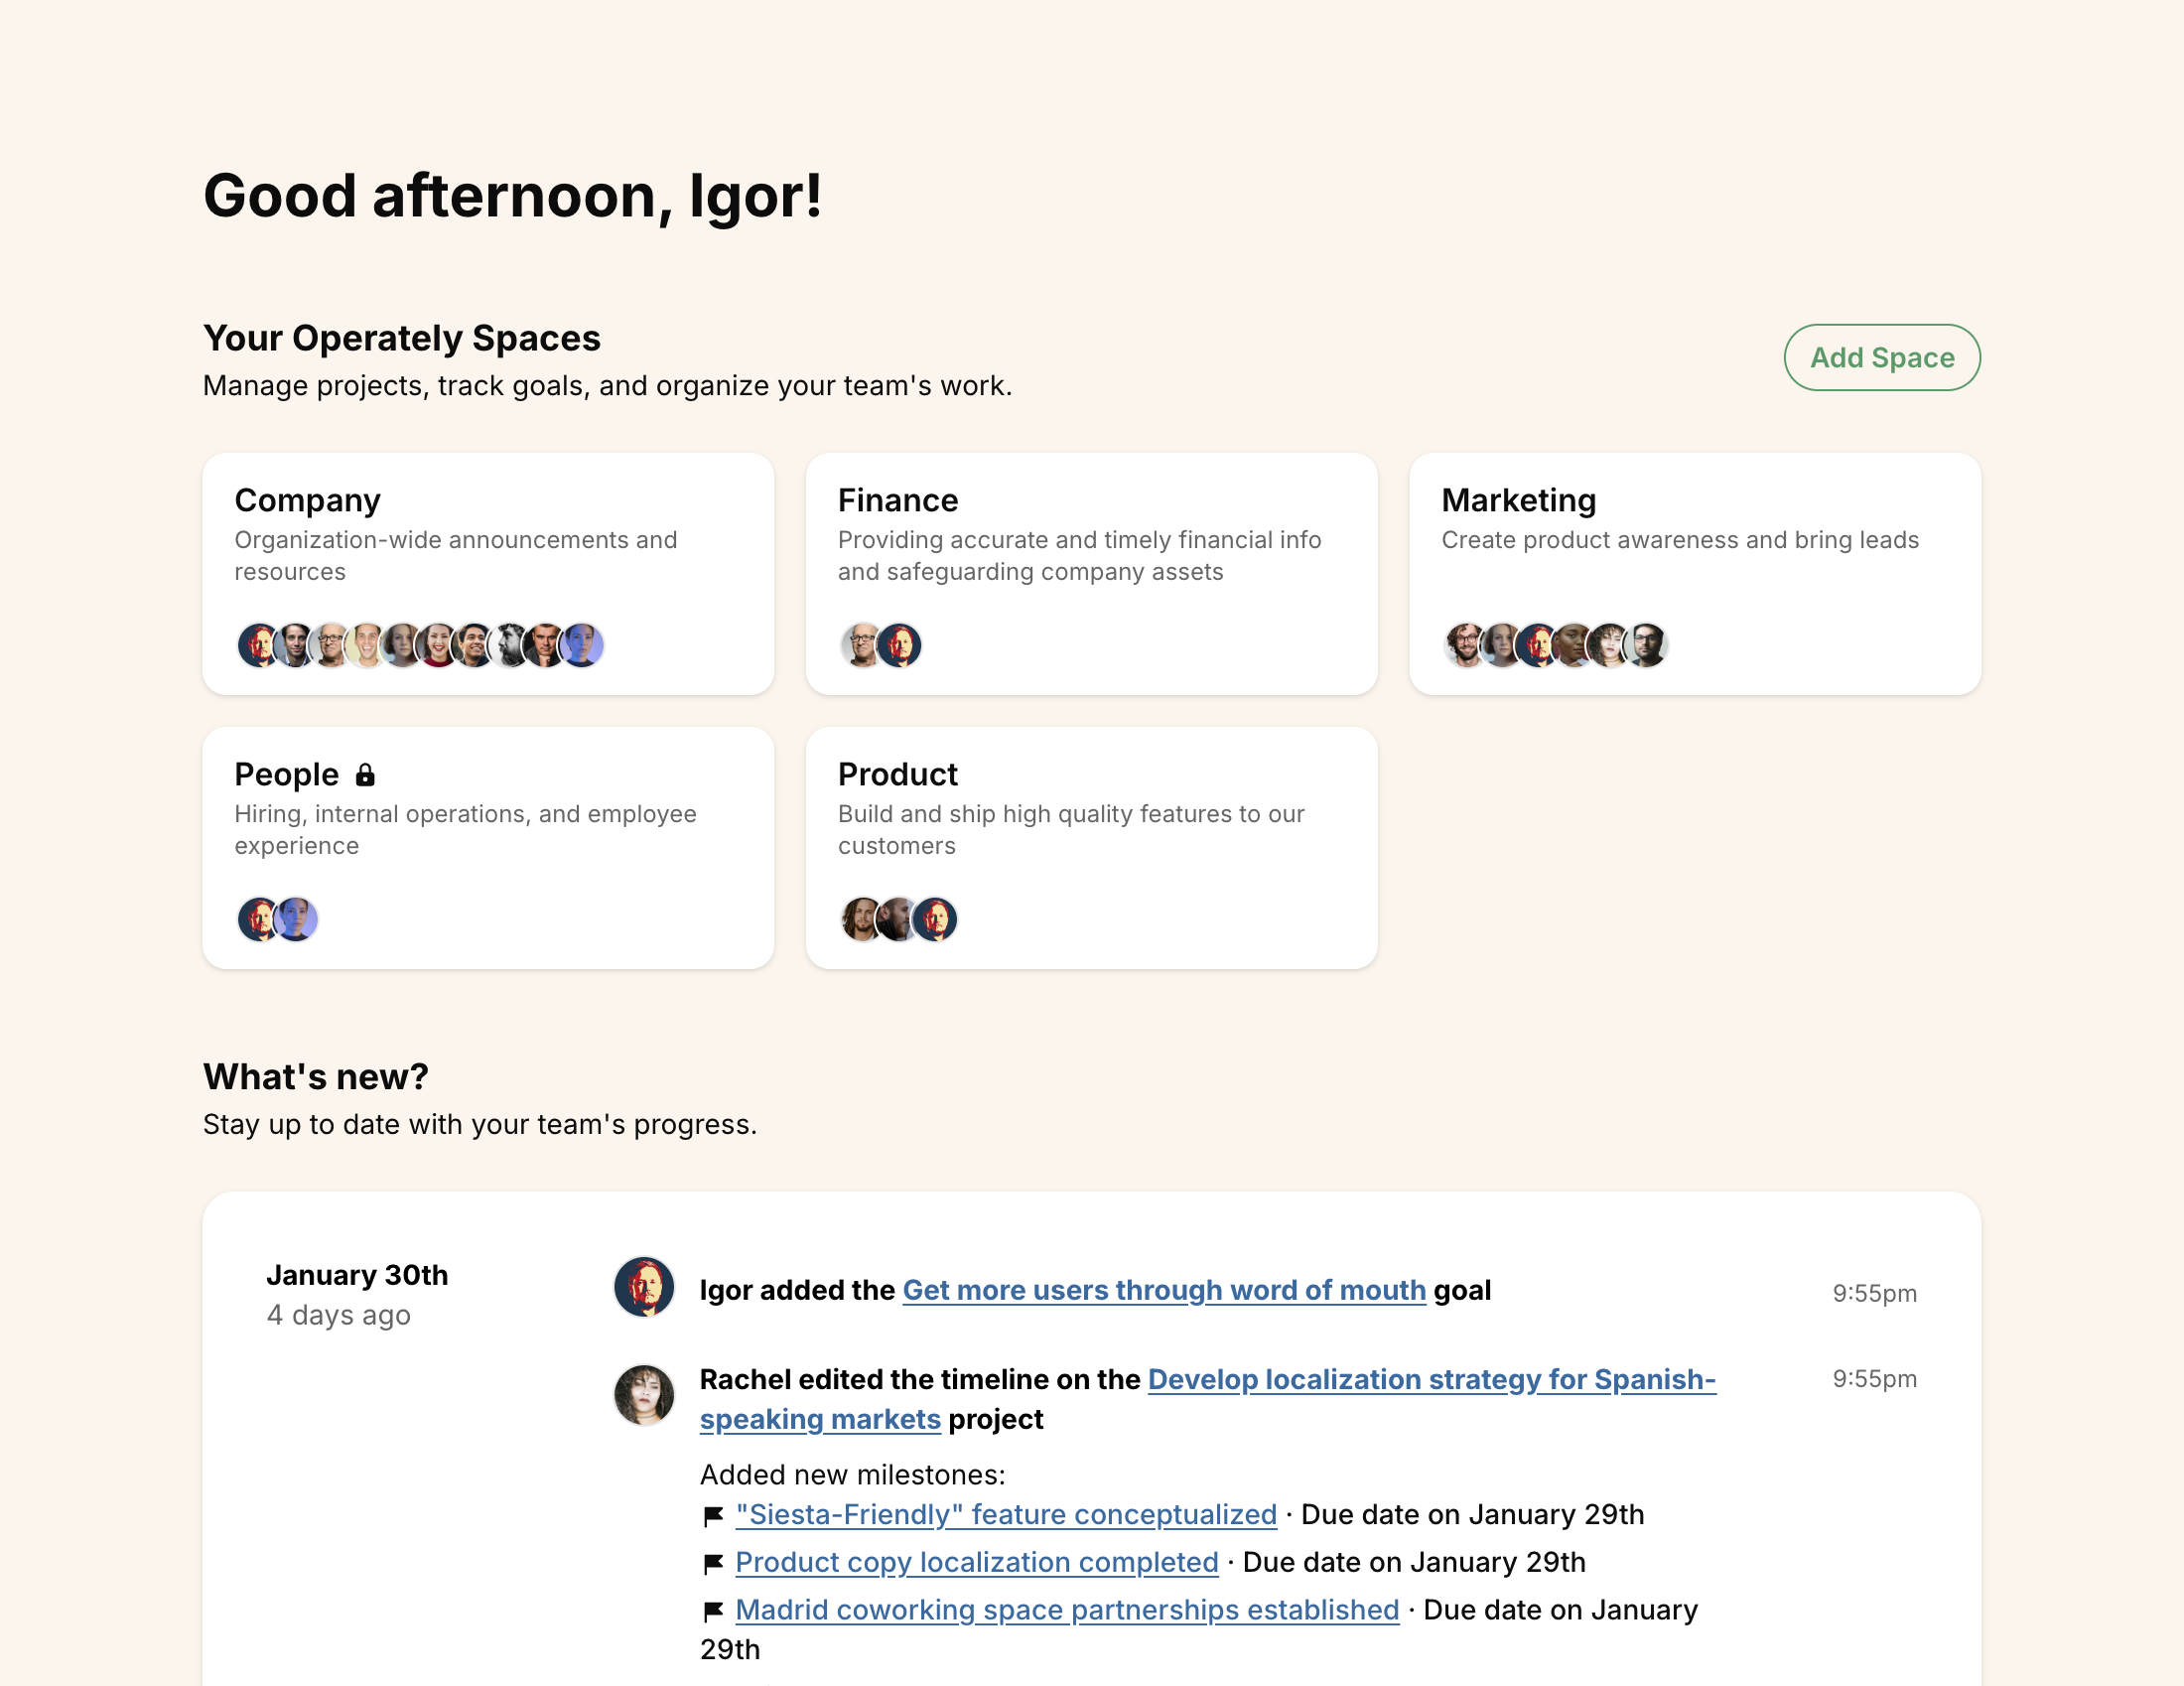 Good afternoon, Igor!
Your Operately Spaces
Manage projects, track goals, and organize your team's work.
Add Space
Company
Organization-wide announcements and
resources
Finance
Providing accurate and timely financial info
and safeguarding company assets
Marketing
Create product awareness and bring leads
People
Hiring, internal operations, and employee
experience
Product
Build and ship high quality features to our
customers
What's new?
Stay up to date with your team's progress.
January 30th
4 days ago
Igor added the Get more users through word of mouth goal
9:55pm
Rachel edited the timeline on the Develop localization strategy for Spanish-
speaking markets project
9:55pm
Added new milestones:
"Siesta-Friendly" feature conceptualized · Due date on January 29th
Product copy localization completed · Due date on January 29th
Madrid coworking space partnerships established · Due date on January
29th